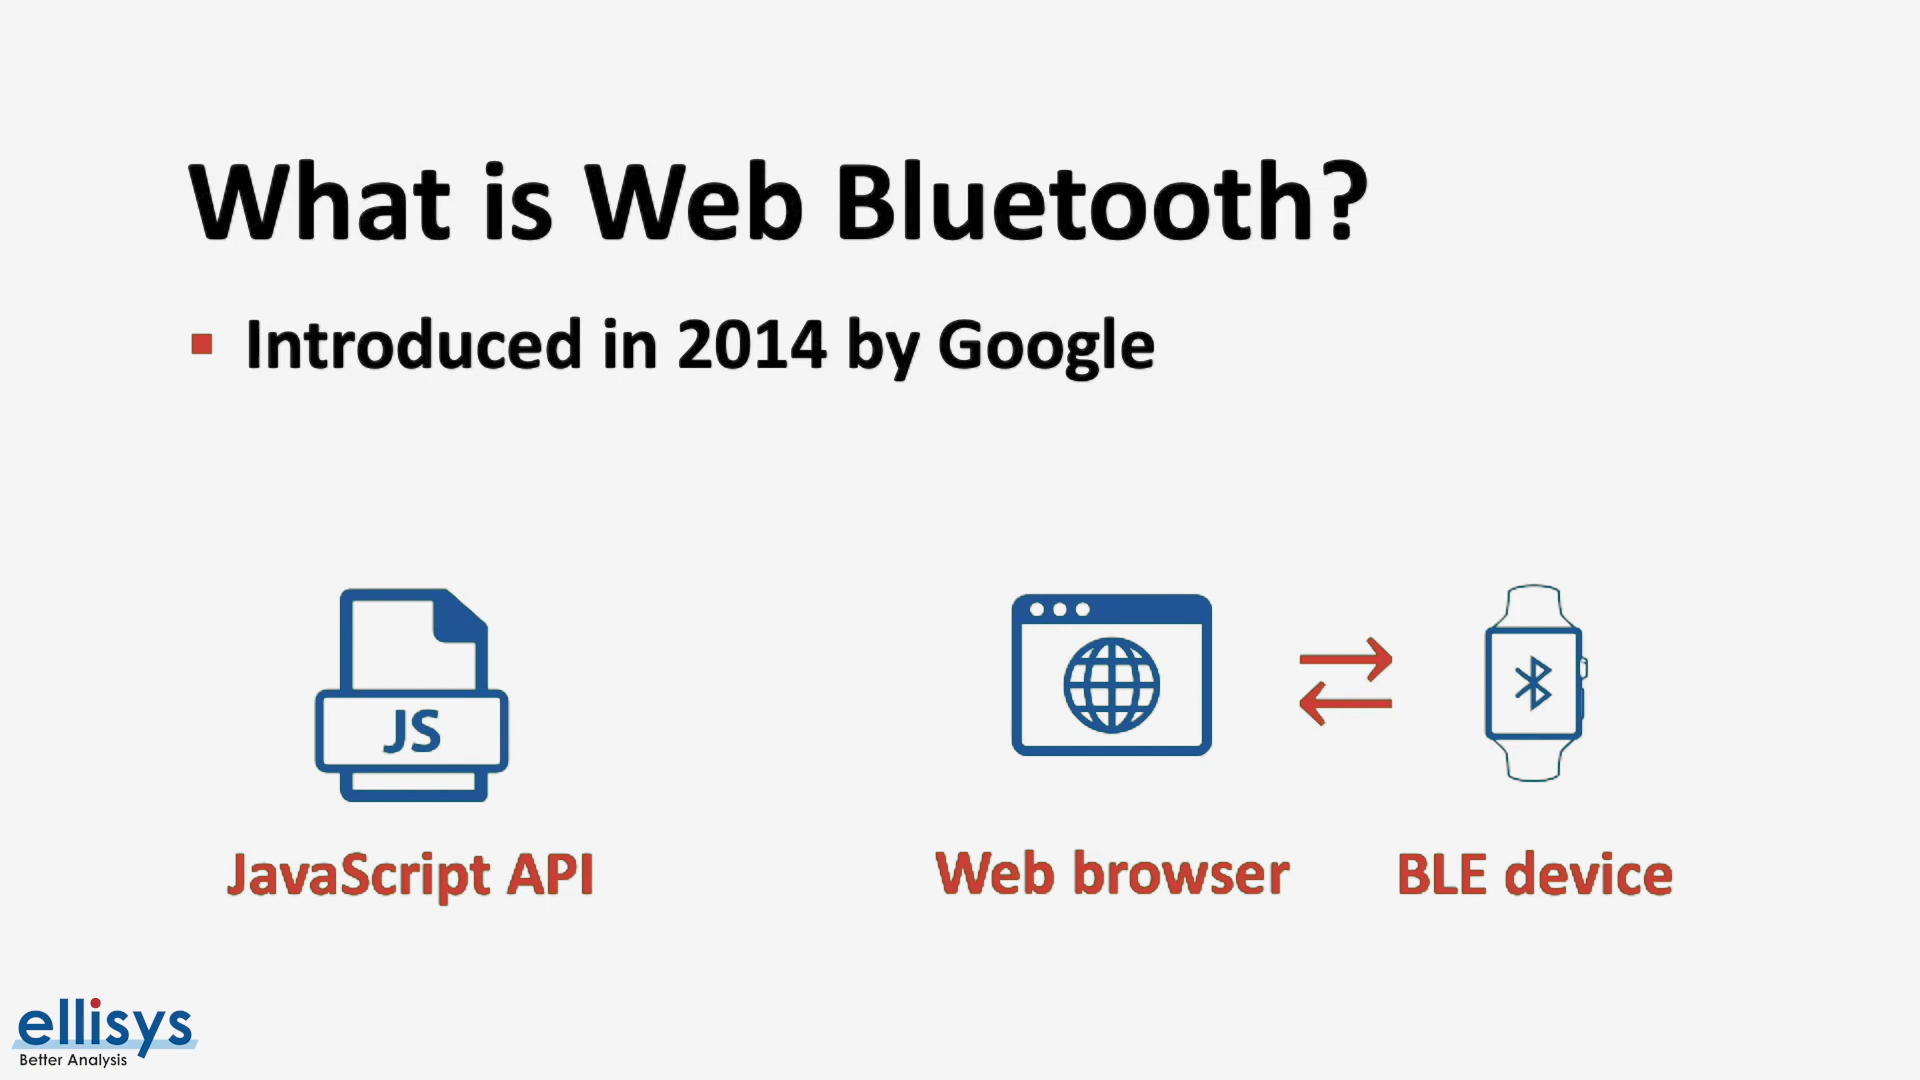 What is Web Bluetooth?
Introduced in 2014 by Google
JS
JavaScript API
Web browser
BLE device
ellisys
Better Analysis